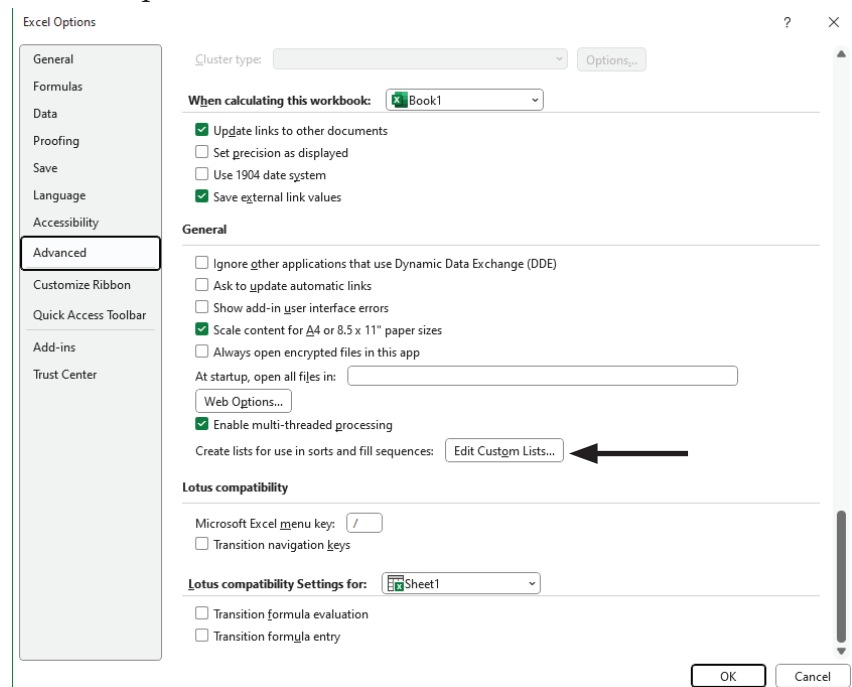 Excel Options
?
General
Formulas
Data
Proofing
Save
Language
Accessibility
Advanced
Customize Ribbon
Quick Access Toolbar
Add-ins
Trust Center
Cluster type:
Options...
When calculating this workbook: Book1
Update links to other documents
Set precision as displayed
Use 1904 date system
Save external link values
General
Ignore other applications that use Dynamic Data Exchange (DDE)
Ask to update automatic links
Show add-in user interface errors
Scale content for A4 or 8.5 x 11" paper sizes
Always open encrypted files in this app
At startup, open all files in:
Web Options...
Enable multi-threaded processing
Create lists for use in sorts and fill sequences: Edit Custom Lists...
Lotus compatibility
Microsoft Excel menu key: /
Transition navigation keys
Lotus compatibility Settings for: Sheet1
Transition formula evaluation
Transition formula entry
OK Cancel